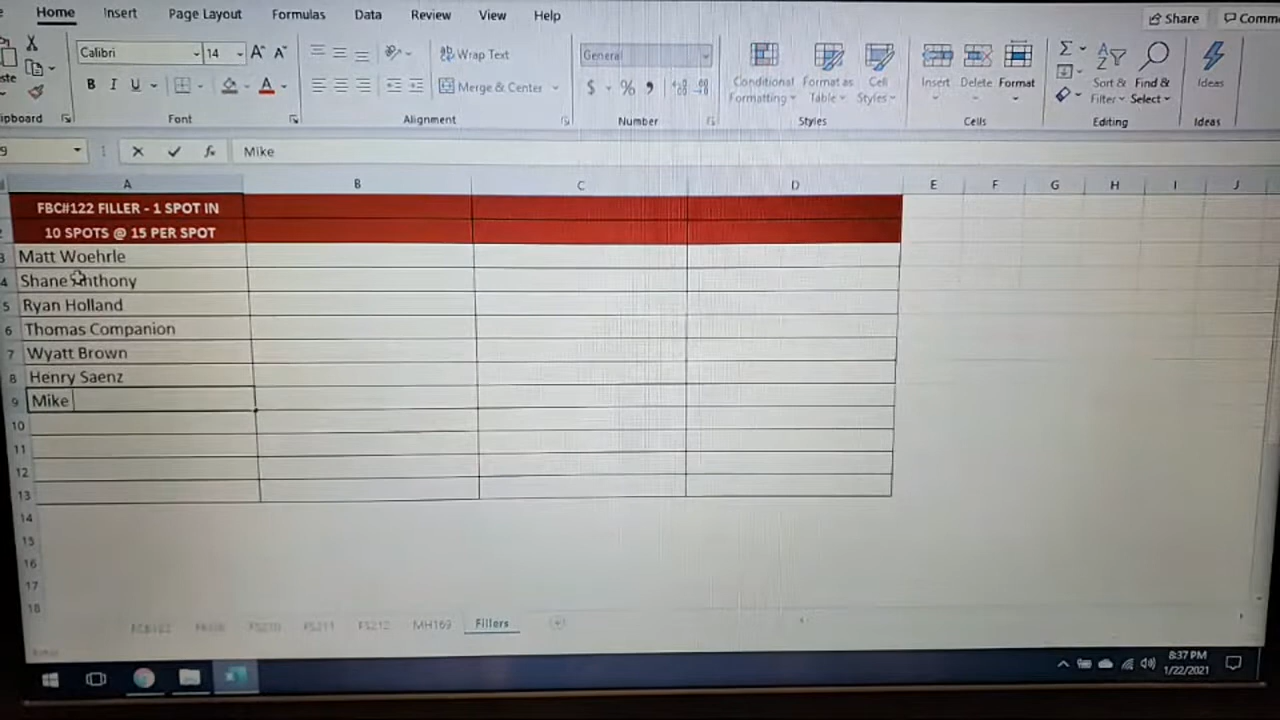 Home Insert Page Layout Formulas Data Review View Help Share
Calibri 14 A A Wrap Text General
B I U A Merge & Center $ % Conditional Formatting Format as Table Cell Styles Insert Delete Format Sort & Filter Find & Select Ideas
Font Alignment Number Styles Cells Editing Ideas
9 fx Mike
A B C D E F G H I J
FBC#122 FILLER - 1 SPOT IN
10 SPOTS @ 15 PER SPOT
3 Matt Woehrle
4 Shane Anthony
5 Ryan Holland
6 Thomas Companion
7 Wyatt Brown
8 Henry Saenz
9 Mike
10
11
12
13
14
15
16
17
18
FS211 FS212 MH169 Fillers
8:37 PM
1/22/2021